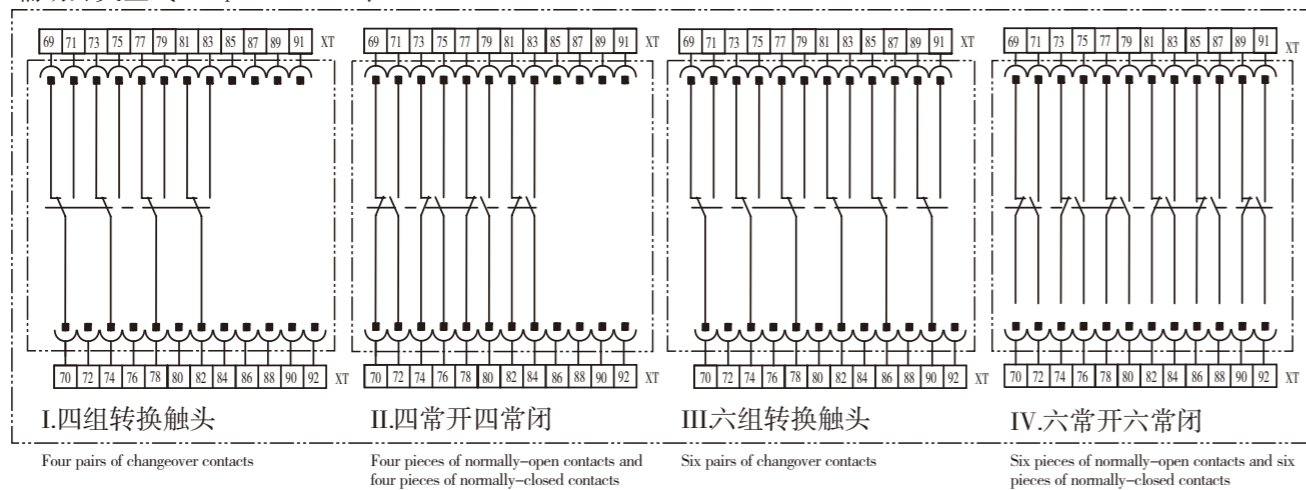 69 71 73 75 77 79 81 83 85 87 89 91 XT
69 71 73 75 77 79 81 83 85 87 89 91 XT
69 71 73 75 77 79 81 83 85 87 89 91 XT
69 71 73 75 77 79 81 83 85 87 89 91 XT
70 72 74 76 78 80 82 84 86 88 90 92 XT
70 72 74 76 78 80 82 84 86 88 90 92 XT
70 72 74 76 78 80 82 84 86 88 90 92 XT
70 72 74 76 78 80 82 84 86 88 90 92 XT
I.四组转换触头
II.四常开四常闭
III.六组转换触头
IV.六常开六常闭
Four pairs of changeover contacts
Four pieces of normally-open contacts and
four pieces of normally-closed contacts
Six pairs of changover contacts
Six pieces of normally-open contacts and six
pieces of normally-closed contacts